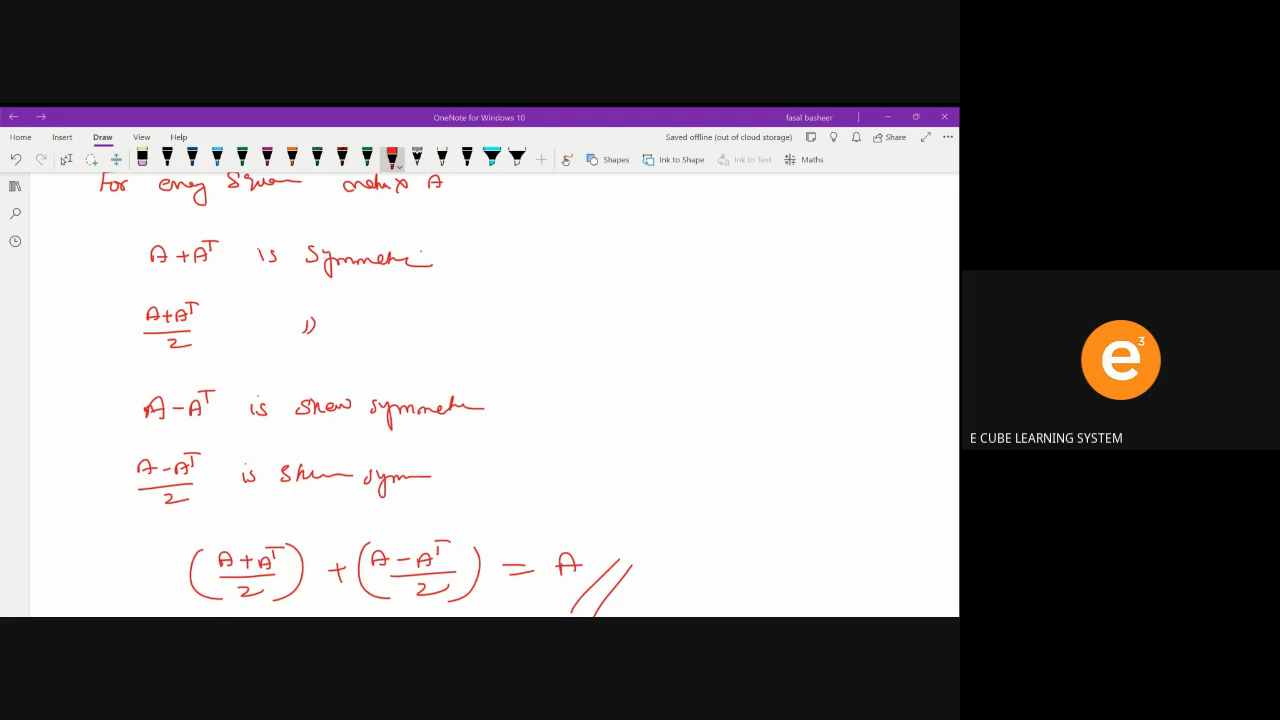 OneNote for Windows 10
fasal basheer
Home Insert Draw View Help
Saved offline (out of cloud storage)
Share
Shapes
Ink to Shape
Ink to Text
Maths
For every Square matrix A
A + Aᵀ is symmetric
(A + Aᵀ)/2 〃
A − Aᵀ is skew symmetric
(A − Aᵀ)/2 is skew sym
((A + Aᵀ)/2) + ((A − Aᵀ)/2) = A //
e³
E CUBE LEARNING SYSTEM